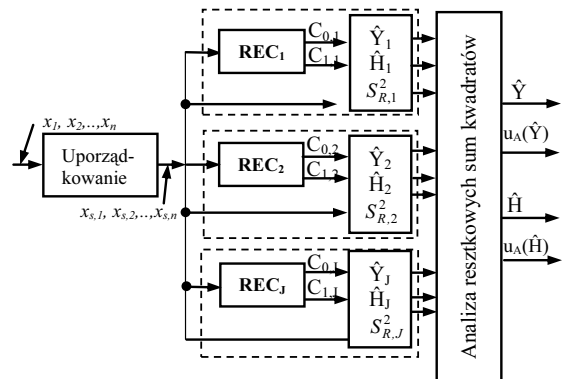 x1, x2,..,xn
Uporząd-
kowanie
xs,1, xs,2,..,xs,n
REC1
C0,1
C1,1
Ŷ1
Ĥ1
S²R,1
REC2
C0,2
C1,2
Ŷ2
Ĥ2
S²R,2
RECJ
C0,J
C1,J
ŶJ
ĤJ
S²R,J
Analiza resztkowych sum kwadratów
Ŷ
uA(Ŷ)
Ĥ
uA(Ĥ)